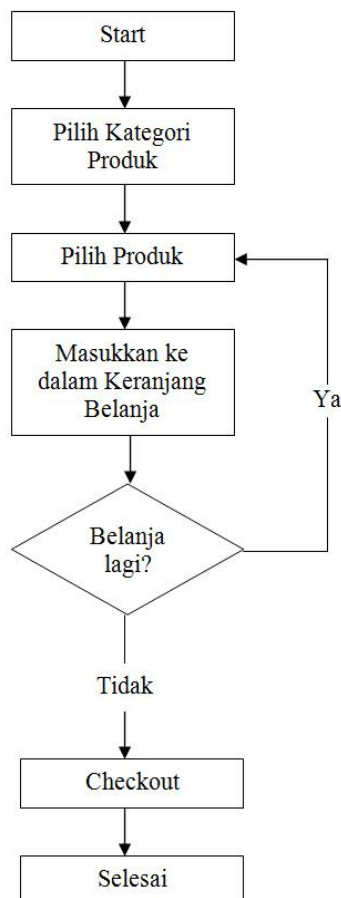 Start
Pilih Kategori
Produk
Pilih Produk
Masukkan ke
dalam Keranjang
Belanja
Ya
Belanja
lagi?
Tidak
Checkout
Selesai